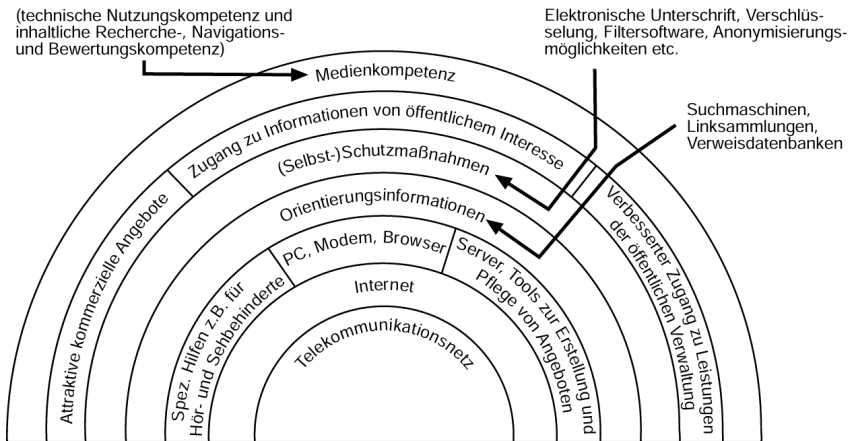 (technische Nutzungskompetenz und
inhaltliche Recherche-, Navigations-
und Bewertungskompetenz)
Elektronische Unterschrift, Verschlüs-
selung, Filtersoftware, Anonymisierungs-
möglichkeiten etc.
Suchmaschinen,
Linksammlungen,
Verweisdatenbanken
Medienkompetenz
Attraktive kommerzielle Angebote
Zugang zu Informationen von öffentlichem Interesse
Verbesserter Zugang zu Leistungen
der öffentlichen Verwaltung
(Selbst-)Schutzmaßnahmen
Orientierungsinformationen
Spez. Hilfen z.B. für
Hör- und Sehbehinderte
PC, Modem, Browser
Server, Tools zur Erstellung und
Pflege von Angeboten
Internet
Telekommunikationsnetz